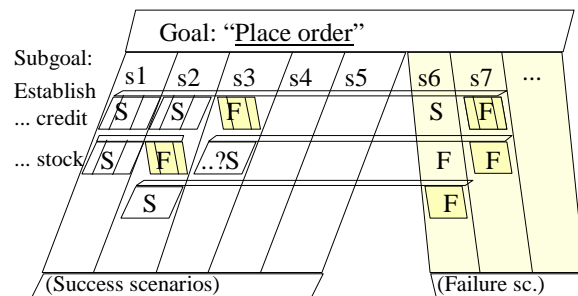 Goal: “Place order”
Subgoal:
s1 s2 s3 s4 s5 s6 s7 ...
Establish
... credit S S F S F
... stock S F ..?S F F
S F
(Success scenarios) (Failure sc.)